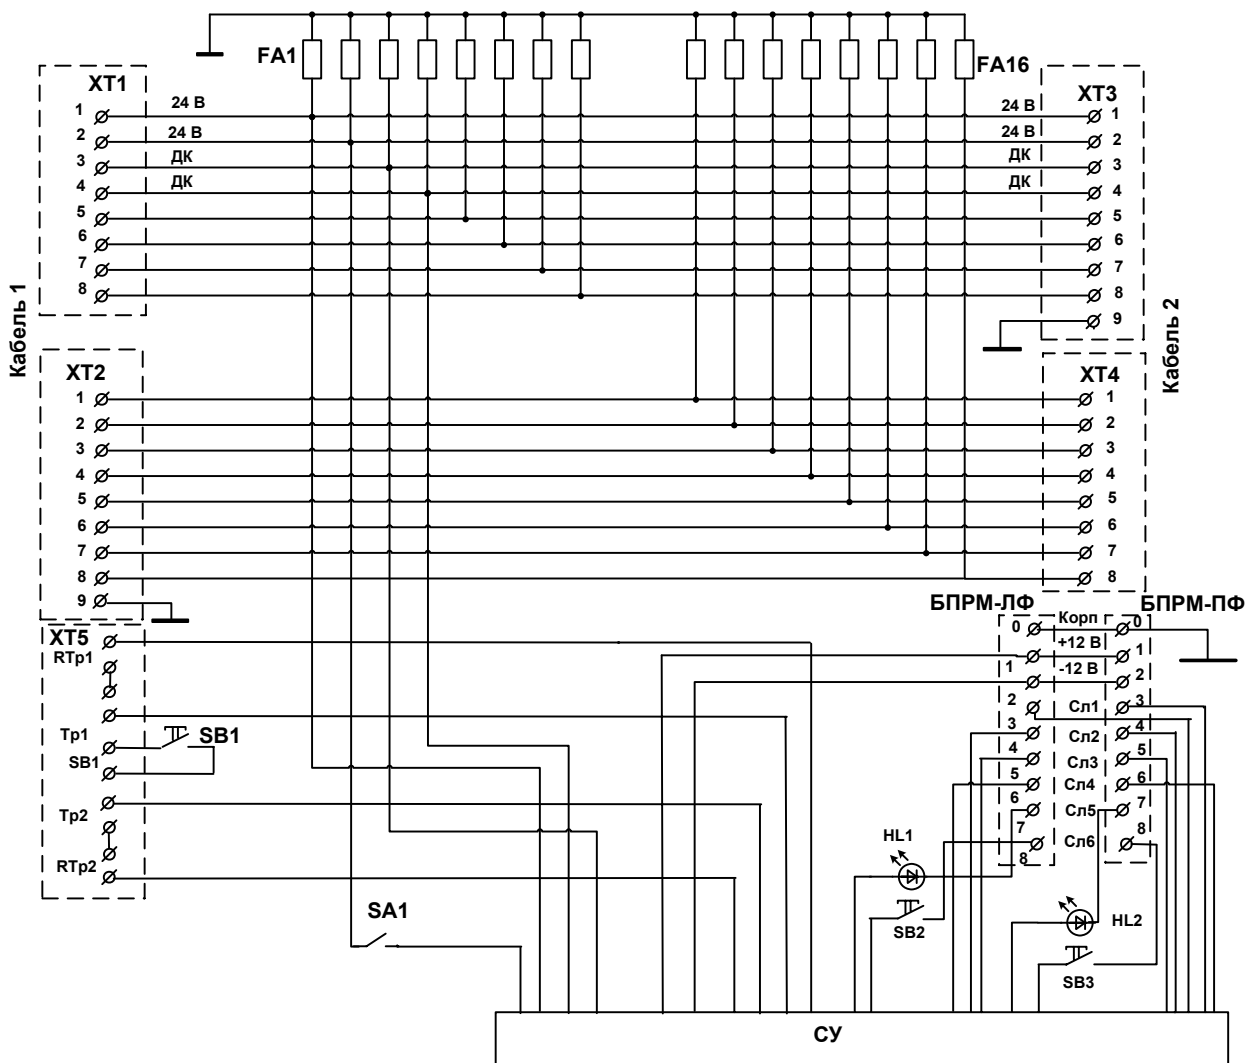 FA1
FA16
XT1
XT3
1
24 В
24 В
1
2
24 В
24 В
2
3
ДК
ДК
3
4
ДК
ДК
4
5
5
6
6
7
7
8
8
9
Кабель 1
Кабель 2
XT2
XT4
1
1
2
2
3
3
4
4
5
5
6
6
7
7
8
8
9
БПРМ-ЛФ
БПРМ-ПФ
XT5
RТр1
Тр1
SB1
SB1
Тр2
RТр2
0
Корп
0
+12 В
1
1
-12 В
2
2
Сл1
3
3
Сл2
4
4
Сл3
5
5
Сл4
6
6
Сл5
7
7
Сл6
8
8
HL1
SB2
HL2
SB3
SA1
СУ